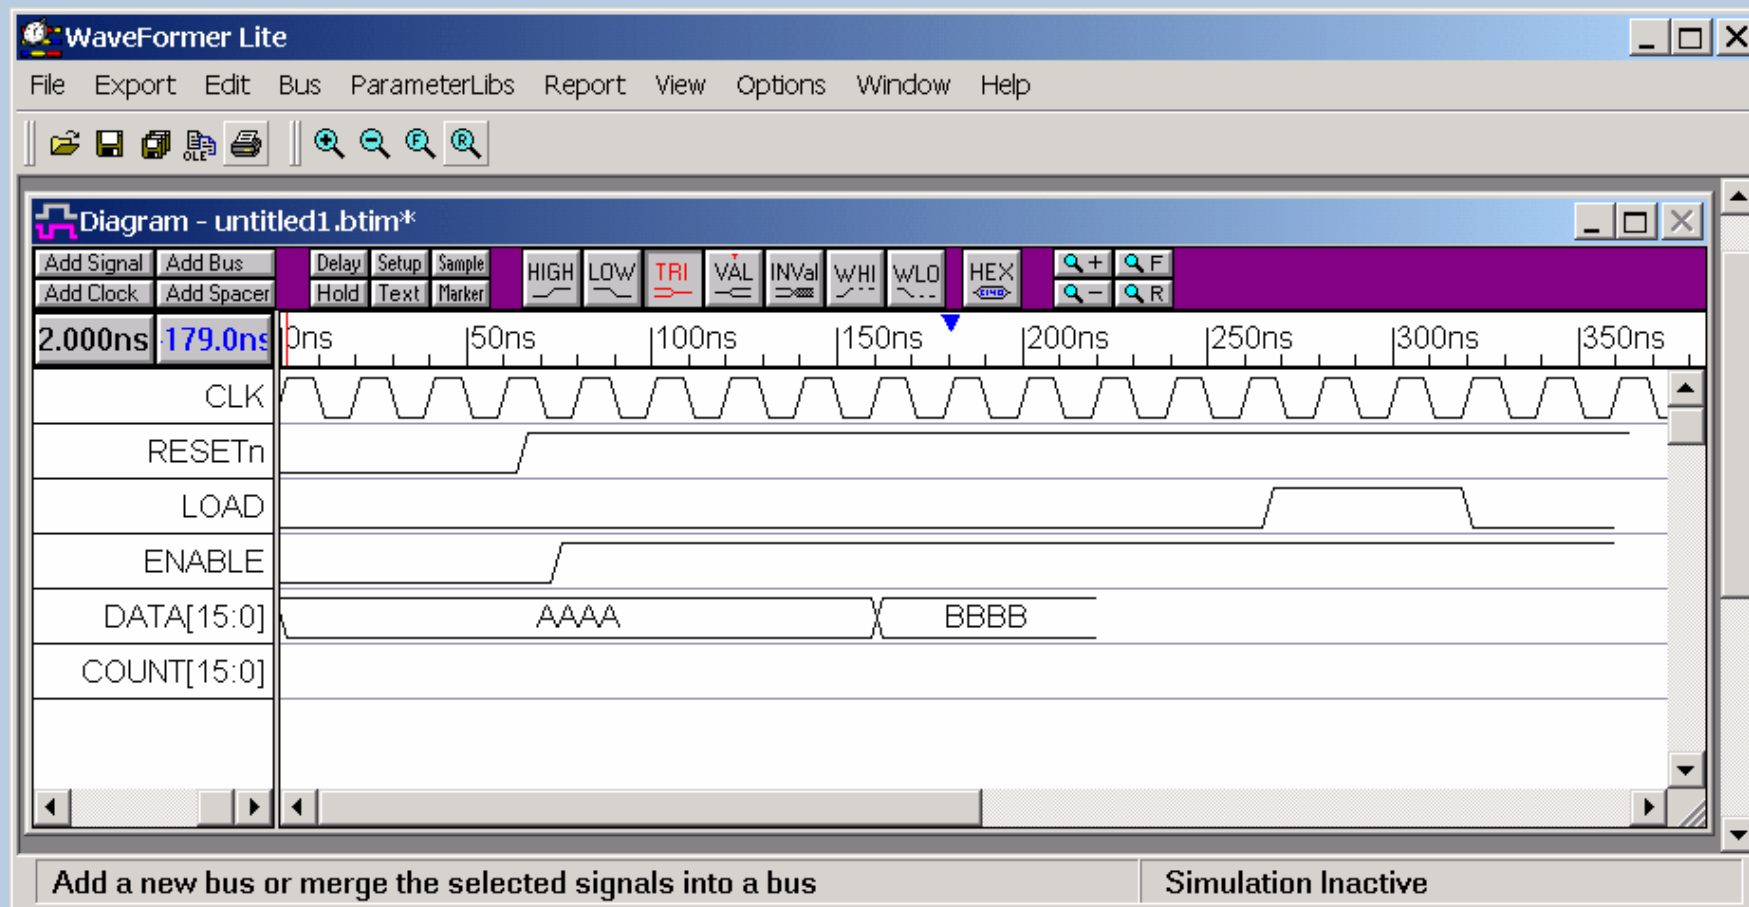 WaveFormer Lite
File Export Edit Bus ParameterLibs Report View Options Window Help
OLE F R
Diagram - untitled1.btim*
Add Signal Add Bus Delay Setup Sample HIGH LOW TRI VAL INVal WHI WLO HEX + F
Add Clock Add Spacer Hold Text Marker - R
2.000ns -179.0ns 0ns 50ns 100ns 150ns 200ns 250ns 300ns 350ns
CLK
RESETn
LOAD
ENABLE
DATA[15:0] AAAA BBBB
COUNT[15:0]
Add a new bus or merge the selected signals into a bus Simulation Inactive